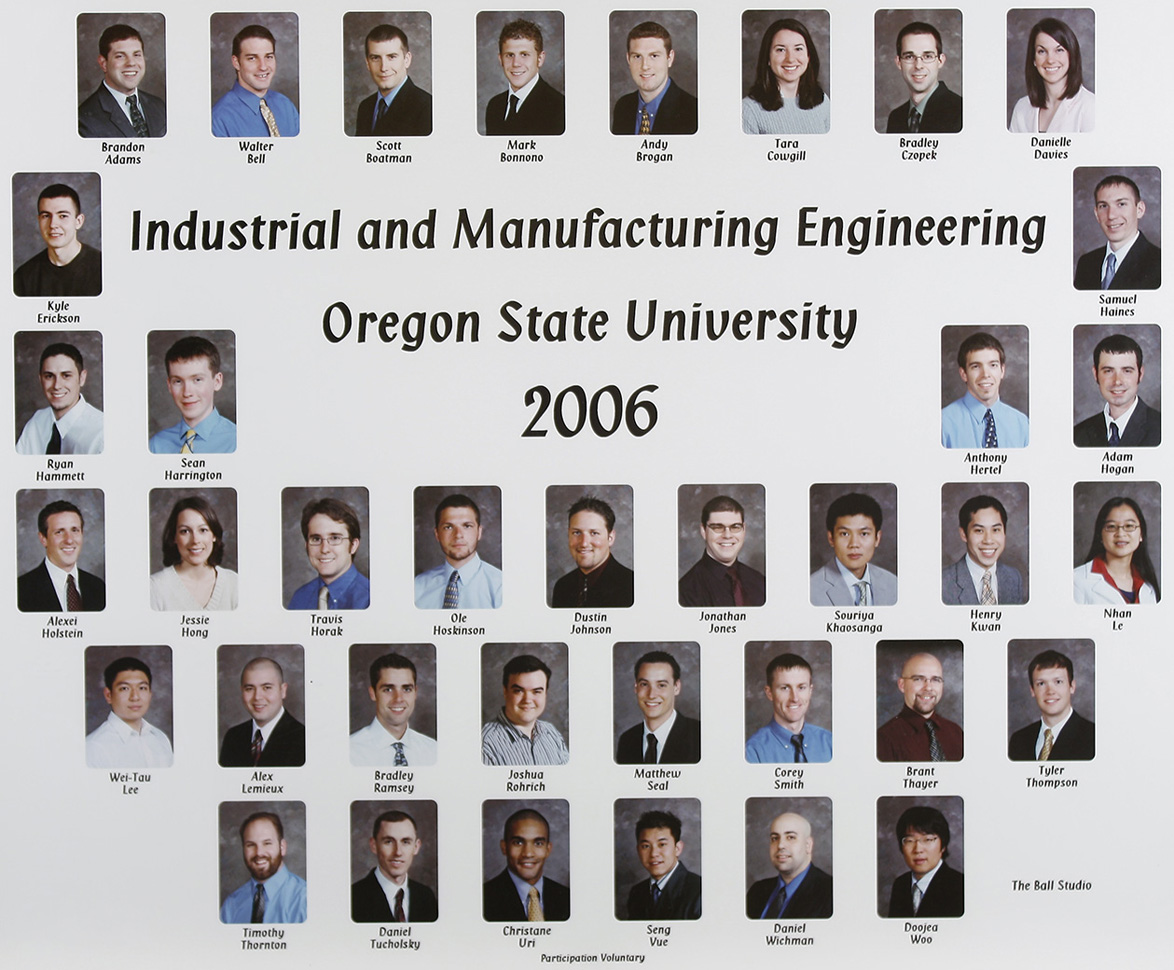 Brandon
Adams
Walter
Bell
Scott
Boatman
Mark
Bonnono
Andy
Brogan
Tara
Cowgill
Bradley
Czopek
Danielle
Davies
Industrial and Manufacturing Engineering
Oregon State University
2006
Kyle
Erickson
Samuel
Haines
Ryan
Hammett
Sean
Harrington
Anthony
Hertel
Adam
Hogan
Alexei
Holstein
Jessie
Hong
Travis
Horak
Ole
Hoskinson
Dustin
Johnson
Jonathan
Jones
Souriya
Khaosanga
Henry
Kwan
Nhan
Le
Wei-Tau
Lee
Alex
Lemieux
Bradley
Ramsey
Joshua
Rohrich
Matthew
Seal
Corey
Smith
Brant
Thayer
Tyler
Thompson
Timothy
Thornton
Daniel
Tucholsky
Christane
Uri
Seng
Vue
Daniel
Wichman
Doojea
Woo
The Ball Studio
Participation Voluntary